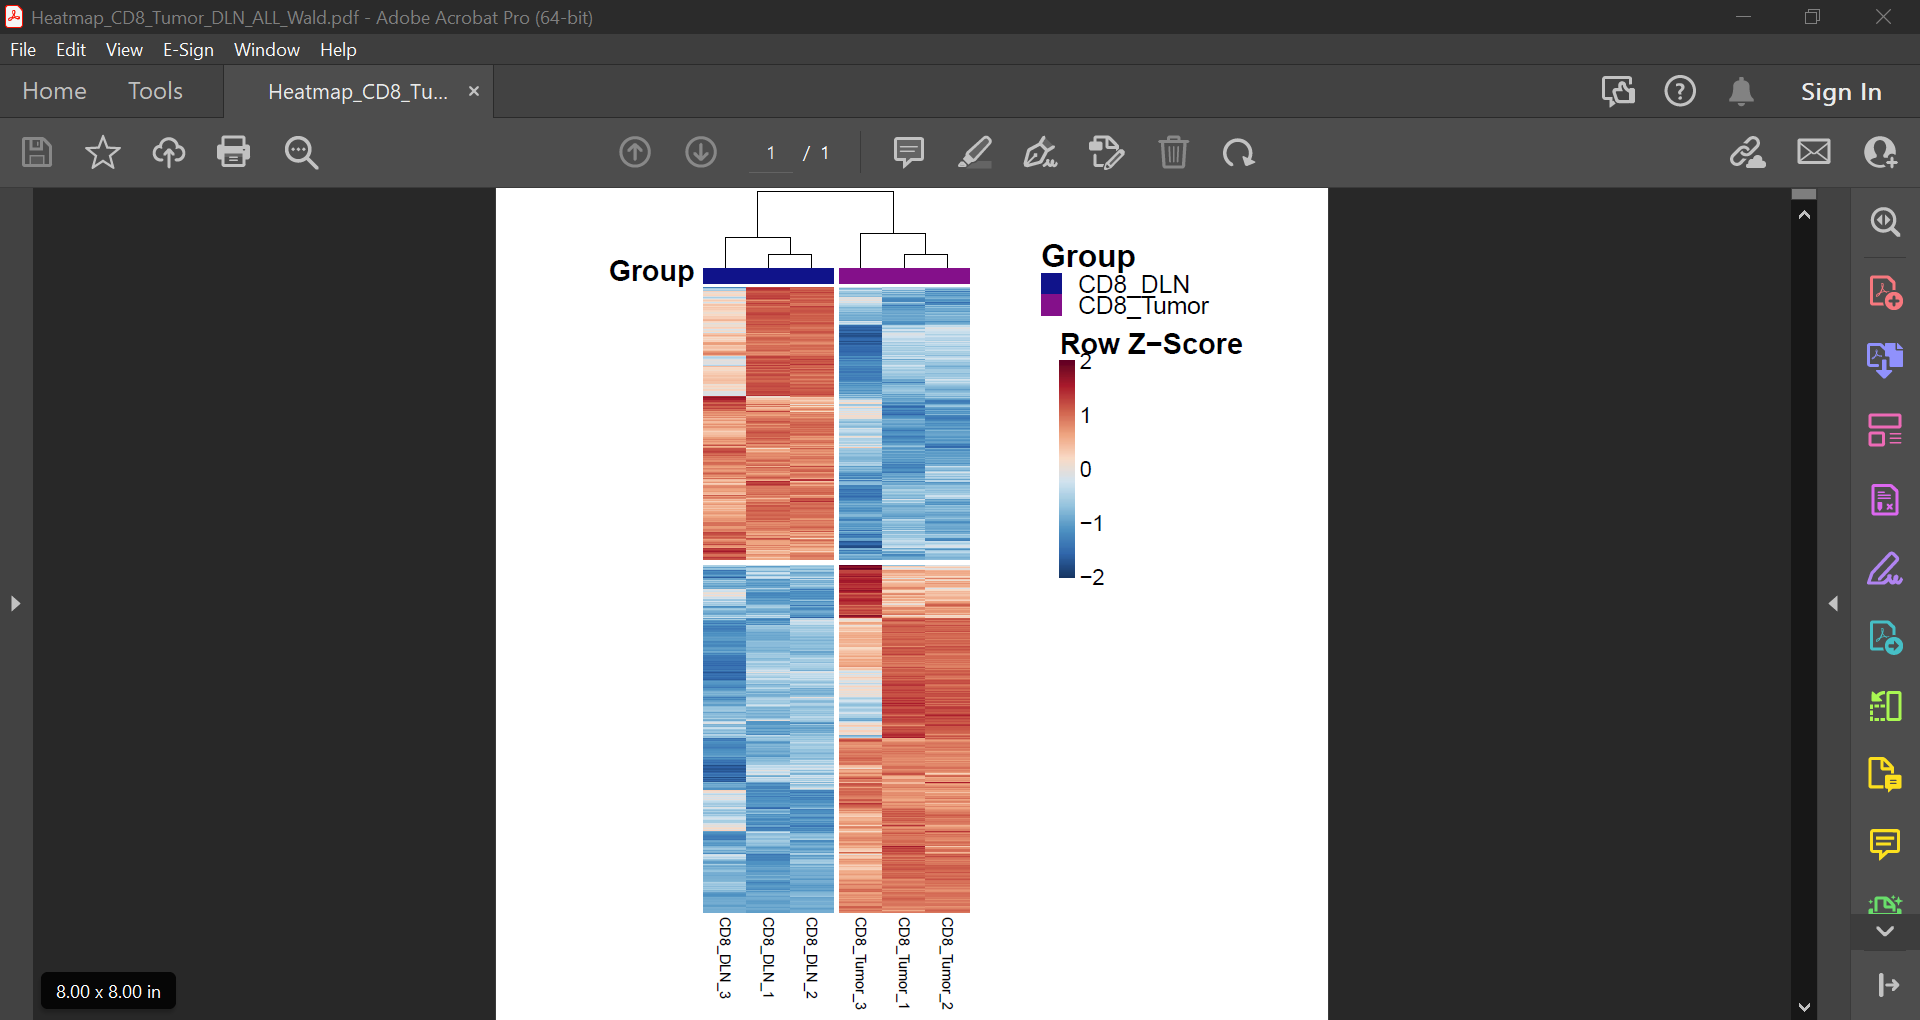 Heatmap_CD8_Tumor_DLN_ALL_Wald.pdf - Adobe Acrobat Pro (64-bit)
File Edit View E-Sign Window Help
Home Tools Heatmap_CD8_Tu... × Sign In
1 / 1
Group
Group
CD8_DLN
CD8_Tumor
Row Z−Score
2
1
0
−1
−2
CD8_DLN_3
CD8_DLN_1
CD8_DLN_2
CD8_Tumor_3
CD8_Tumor_1
CD8_Tumor_2
8.00 x 8.00 in